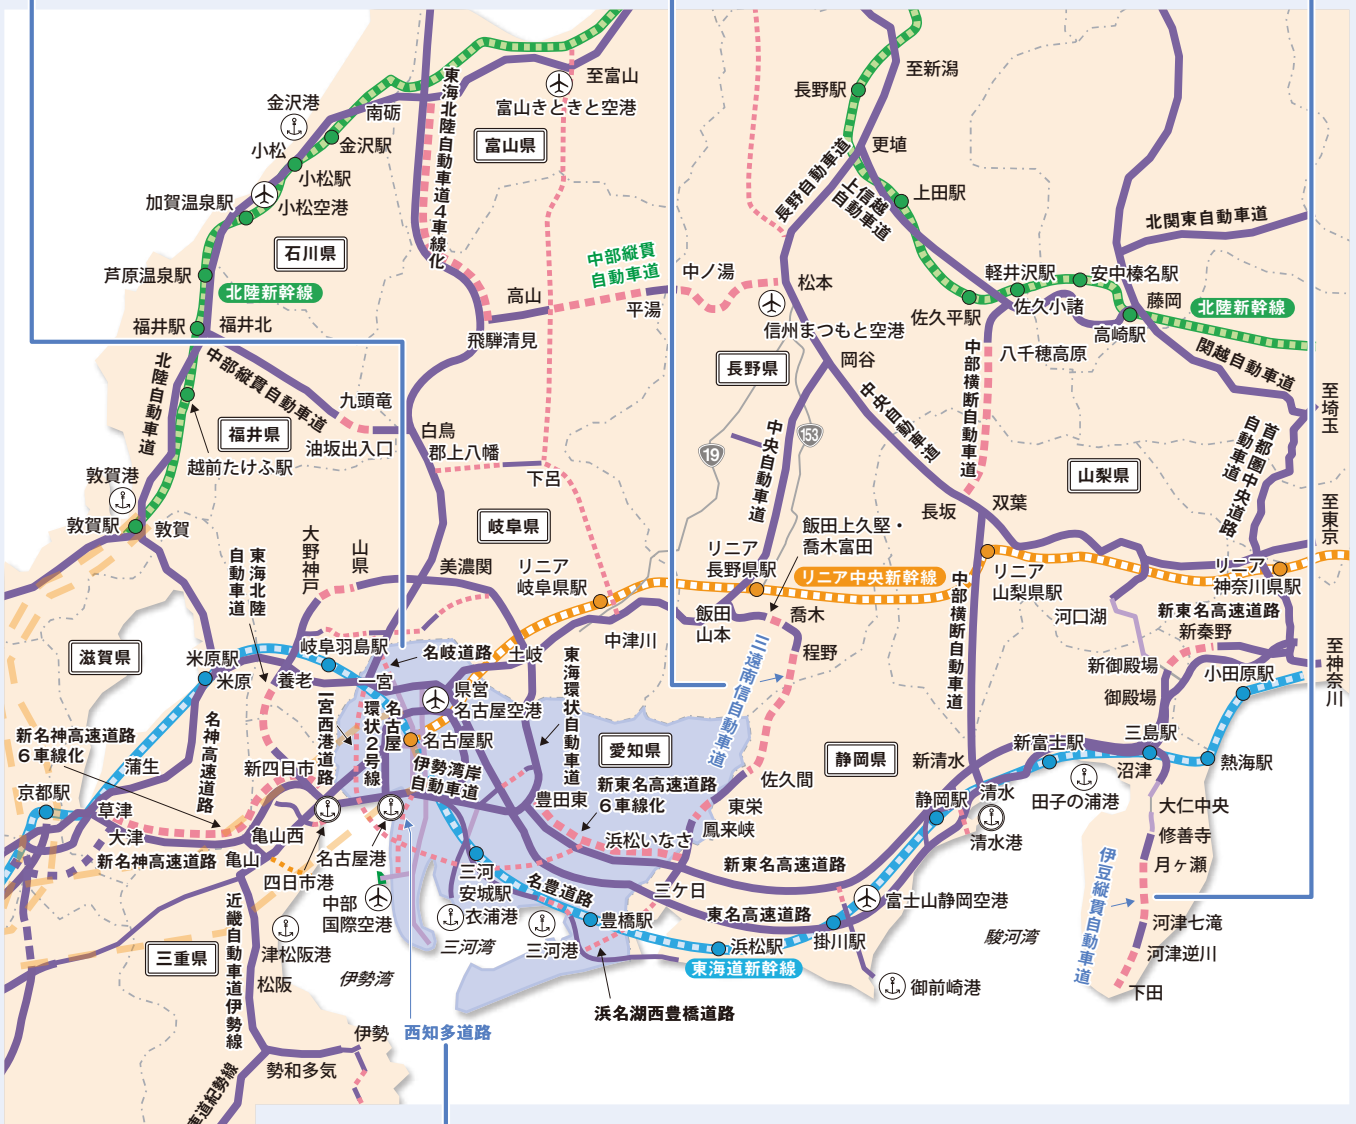 至富山
富山きときと空港
金沢港
南砺
小松
金沢駅
小松駅
加賀温泉駅
小松空港
東海北陸自動車道4車線化
富山県
石川県
芦原温泉駅
北陸新幹線
福井駅
福井北
至新潟
長野駅
更埴
長野自動車道
上信越
自動車道
上田駅
北関東自動車道
中部縦貫
自動車道
中ノ湯
高山
平湯
飛騨清見
松本
信州まつもと空港
軽井沢駅
安中榛名駅
佐久小諸
藤岡
佐久平駅
高崎駅
北陸新幹線
関越自動車道
八千穂高原
岡谷
長野県
中部横断自動車道
中央自動車道
至埼玉
首都圏中央道路
自動車道
北陸自動車道
中部縦貫自動車道
九頭竜
福井県
油坂出入口
白鳥
郡上八幡
越前たけふ駅
下呂
19
153
中央自動車道
山梨県
敦賀港
敦賀駅
敦賀
岐阜県
長坂
双葉
至東京
飯田上久堅・
喬木富田
大野神戸
山県
東海北陸
自動車道
美濃関
リニア
岐阜県駅
リニア
長野県駅
リニア中央新幹線
リニア
山梨県駅
リニア
神奈川県駅
中部横断自動車道
河口湖
新東名高速道路
新秦野
飯田
山本
喬木
中津川
程野
三遠南信自動車道
滋賀県
米原駅
米原
岐阜羽島駅
養老
名岐道路
一宮
土岐
東海環状自動車道
県営
名古屋空港
新御殿場
御殿場
小田原駅
至神奈川
名神高速道路
一宮西港道路
名古屋
環状2号線
名古屋駅
愛知県
新名神高速道路
6車線化
蒲生
新四日市
伊勢湾岸
自動車道
豊田東
新東名高速道路
6車線化
静岡県
新清水
新富士駅
三島駅
沼津
熱海駅
佐久間
東栄
鳳来峡
京都駅
草津
大津
亀山西
浜松いなさ
静岡駅
清水
清水港
田子の浦港
大仁中央
修善寺
月ヶ瀬
新名神高速道路
亀山
名古屋港
四日市港
三河
安城駅
名豊道路
新東名高速道路
三ケ日
東名高速道路
富士山静岡空港
伊豆縦貫自動車道
近畿自動車道伊勢線
中部
国際空港
衣浦港
三河湾
三河港
豊橋駅
浜松駅
掛川駅
東海道新幹線
駿河湾
河津七滝
河津逆川
下田
津松阪港
三重県
松阪
伊勢湾
御前崎港
浜名湖西豊橋道路
西知多道路
伊勢
勢和多気
車道紀勢線